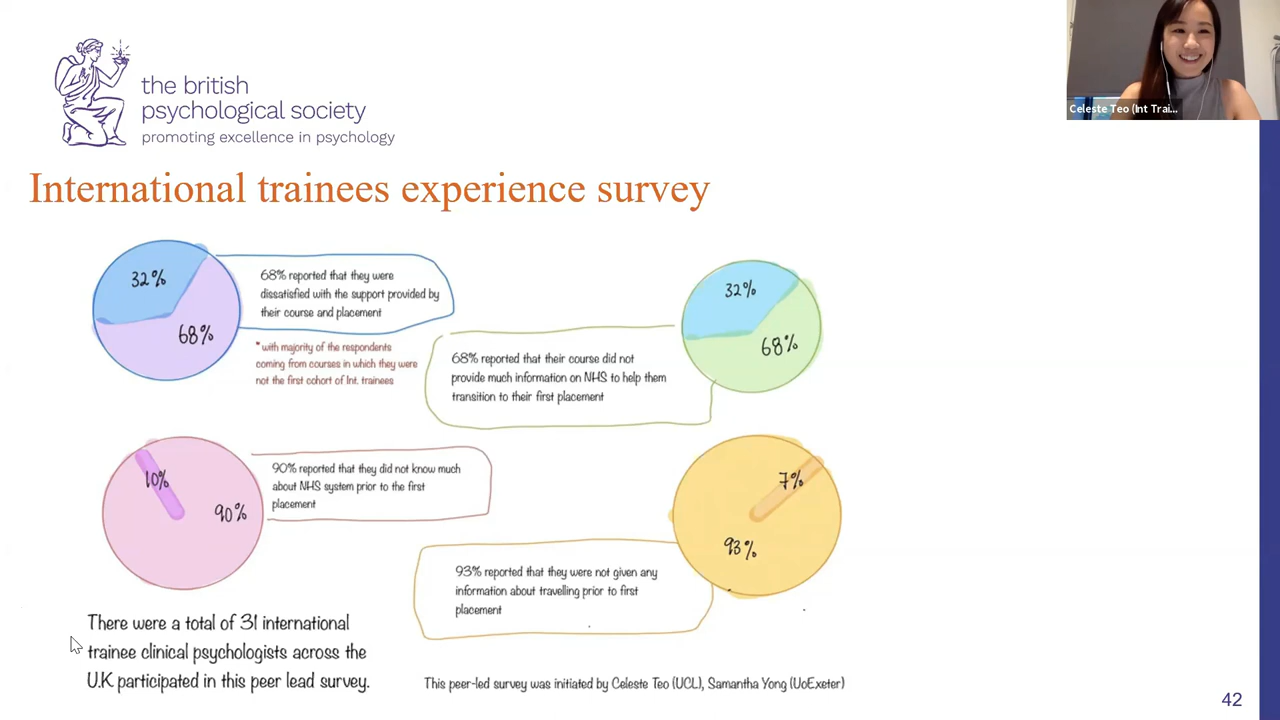 the british
psychological society
promoting excellence in psychology
Celeste Teo (Int Trai...
International trainees experience survey
32%
68%
68% reported that they were
dissatisfied with the support provided by
their course and placement
*with majority of the respondents
coming from courses in which they were
not the first cohort of Int. trainees
32%
68%
68% reported that their course did not
provide much information on NHS to help them
transition to their first placement
10%
90%
90% reported that they did not know much
about NHS system prior to the first
placement
7%
93%
93% reported that they were not given any
information about travelling prior to first
placement
There were a total of 31 international
trainee clinical psychologists across the
U.K participated in this peer lead survey.
This peer-led survey was initiated by Celeste Teo (UCL), Samantha Yong (UoExeter)
42